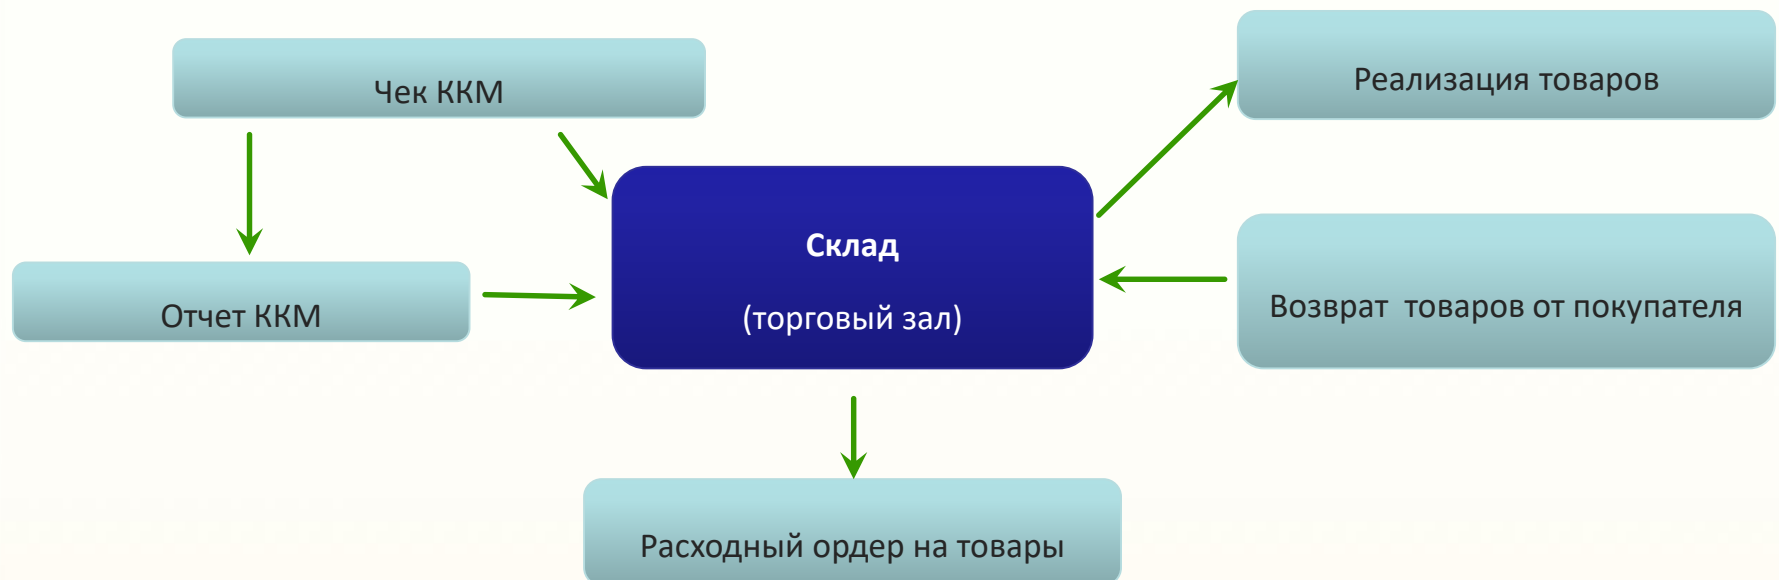 Чек ККМ
Реализация товаров
Склад
(торговый зал)
Отчет ККМ
Возврат  товаров от покупателя
Расходный ордер на товары